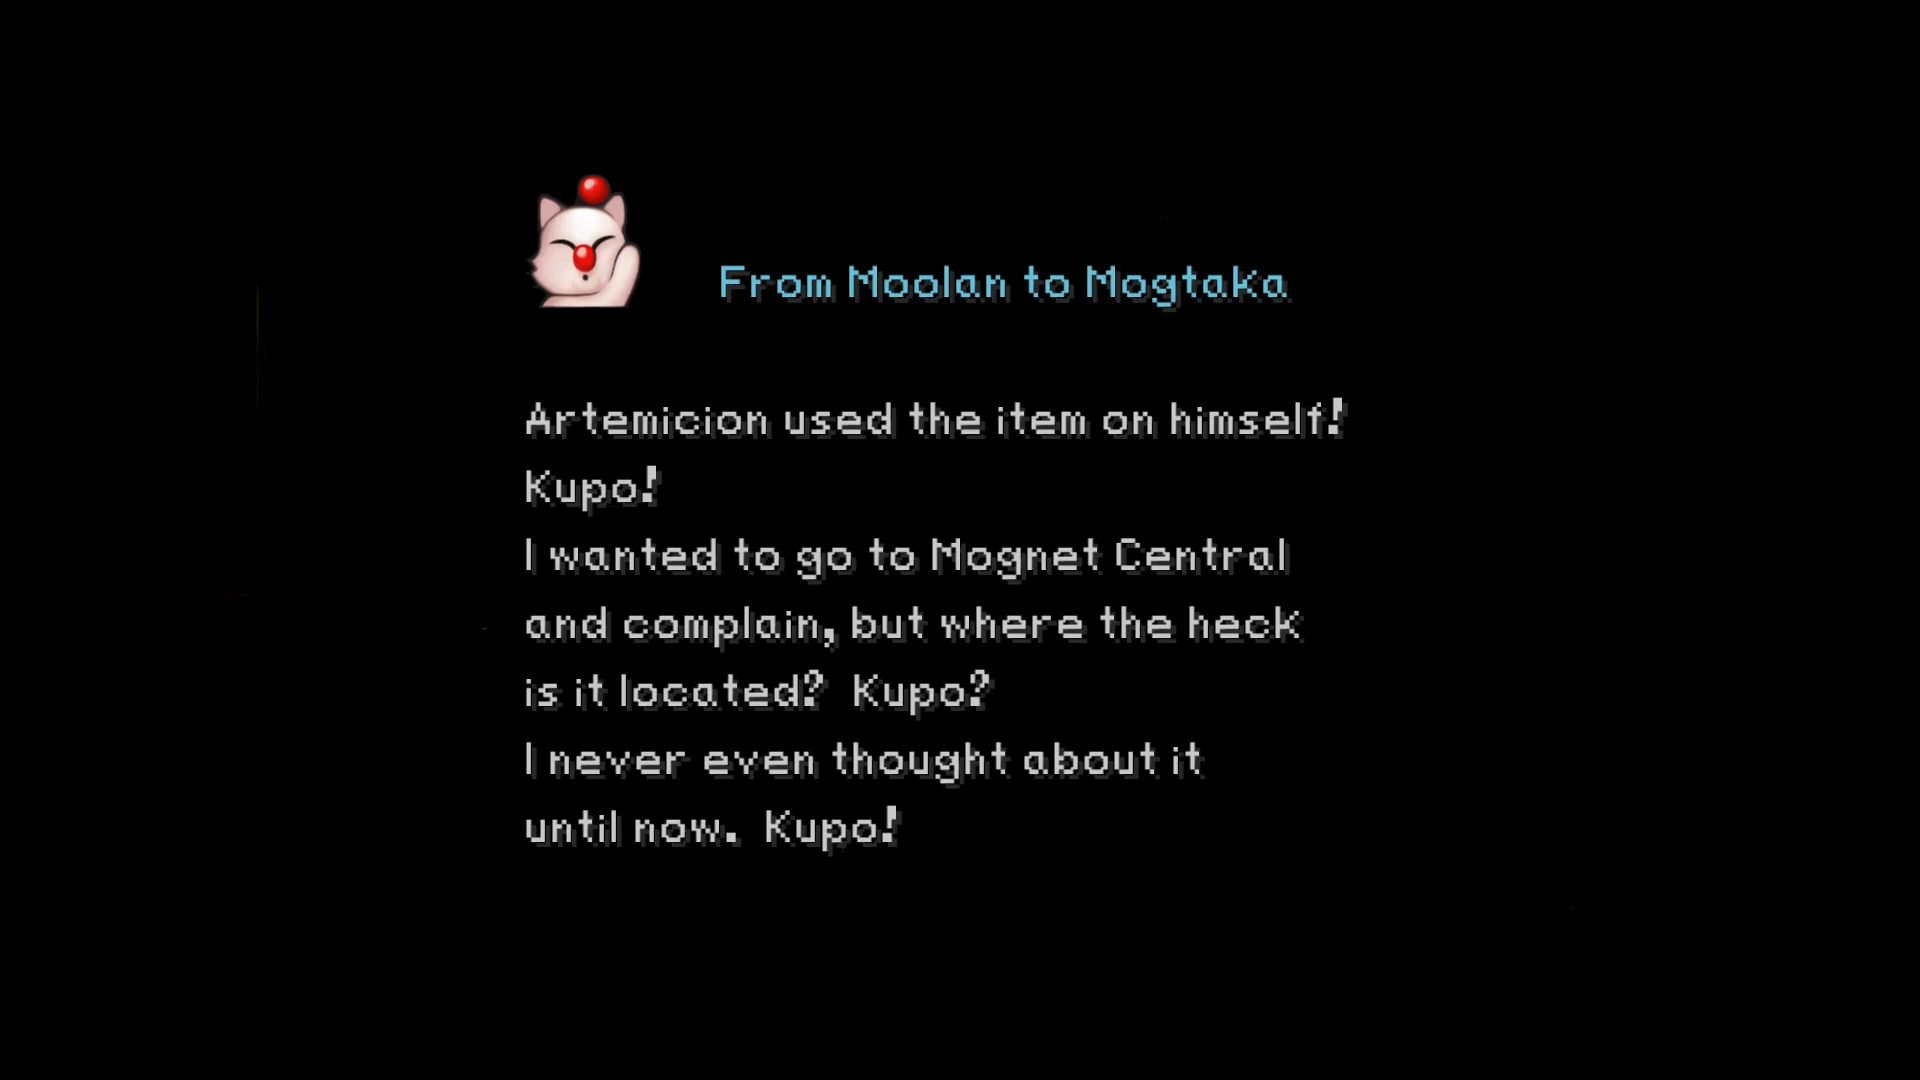 From Moolan to Mogtaka
Artemicion used the item on himself!
Kupo!
I wanted to go to Mognet Central
and complain, but where the heck
is it located?  Kupo?
I never even thought about it
until now.  Kupo!